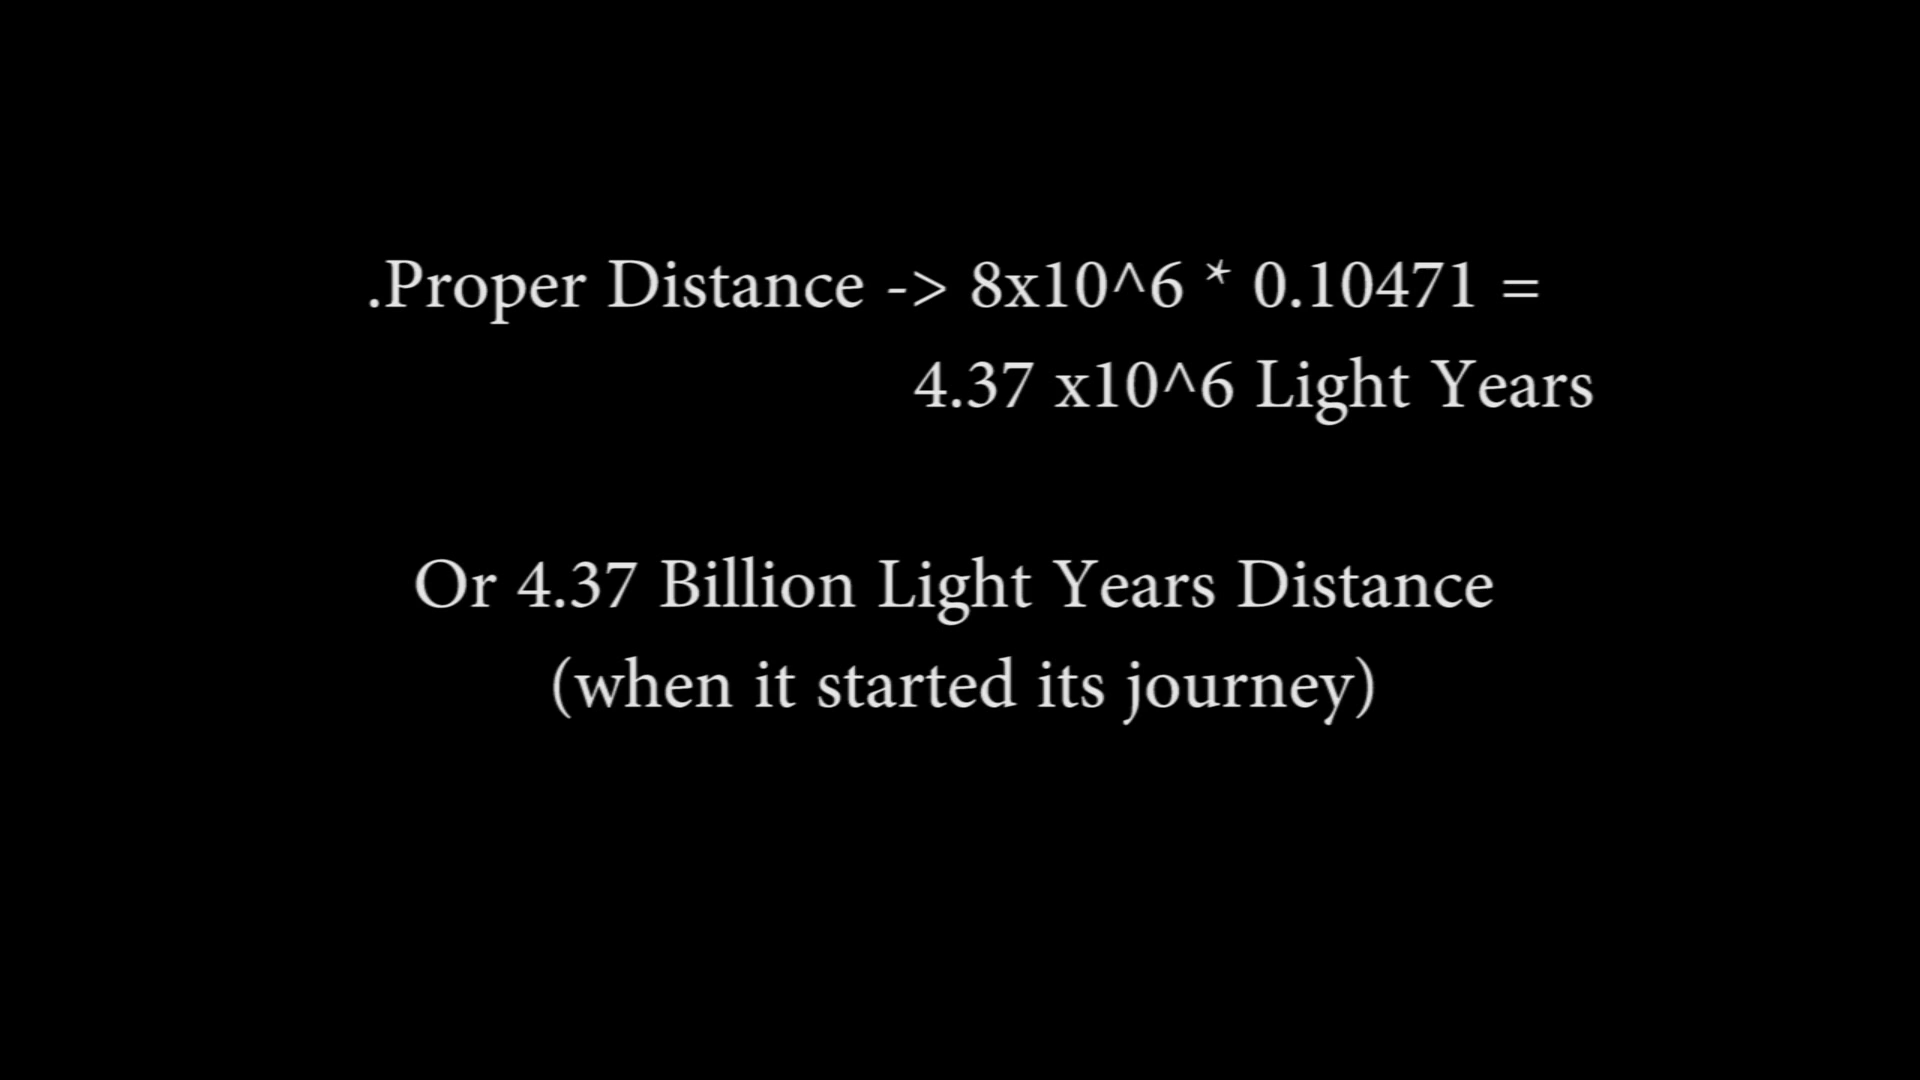 .Proper Distance -> 8x10^6 * 0.10471 =
4.37 x10^6 Light Years
Or 4.37 Billion Light Years Distance
(when it started its journey)